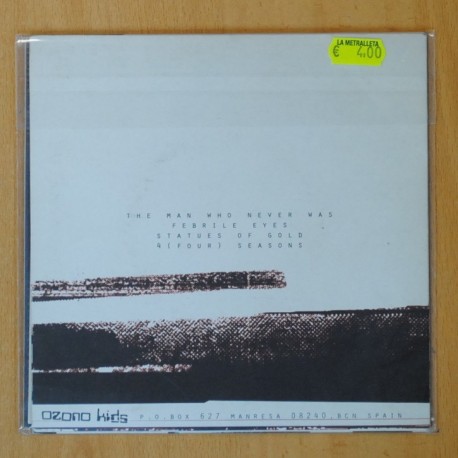 LA METRALLETA
€ 4,00
THE MAN WHO NEVER WAS
FEBRILE EYES
STATUES OF GOLD
4(FOUR) SEASONS
ozono kids P.O.BOX 627 MANRESA 08240,BCN SPAIN